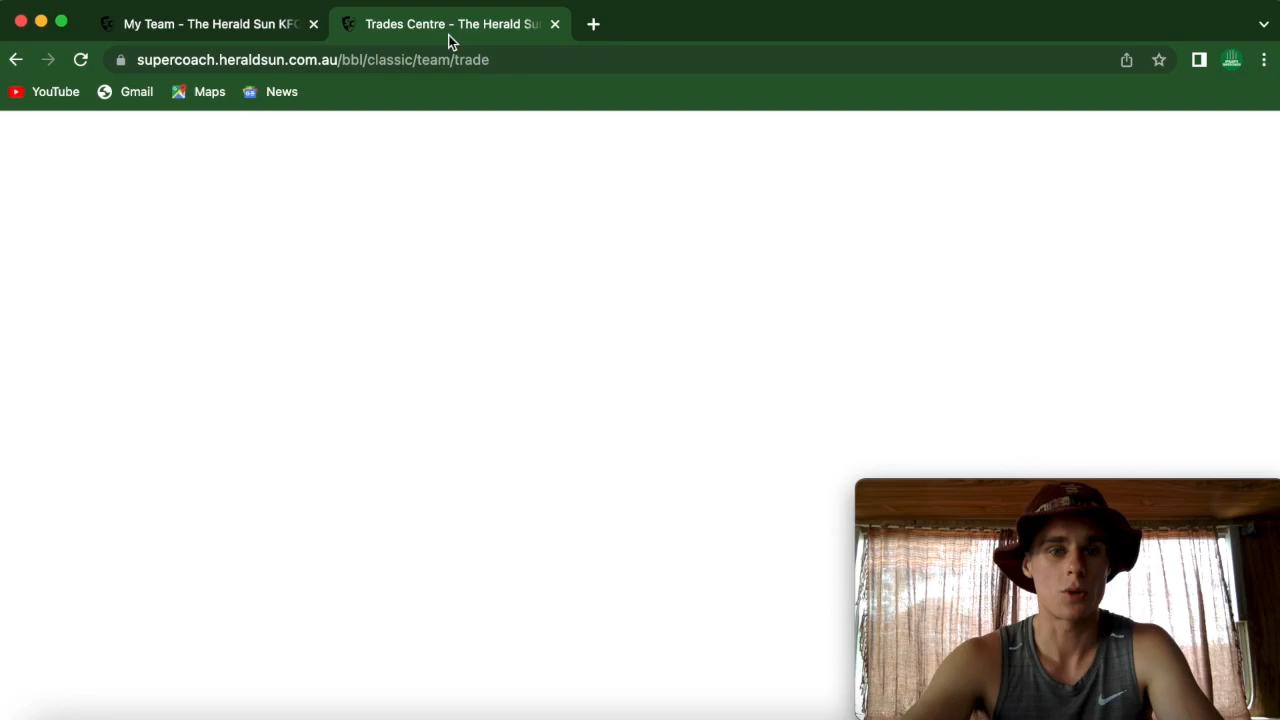 My Team - The Herald Sun KFC
Trades Centre - The Herald Su
supercoach.heraldsun.com.au/bbl/classic/team/trade
YouTube
Gmail
Maps
News